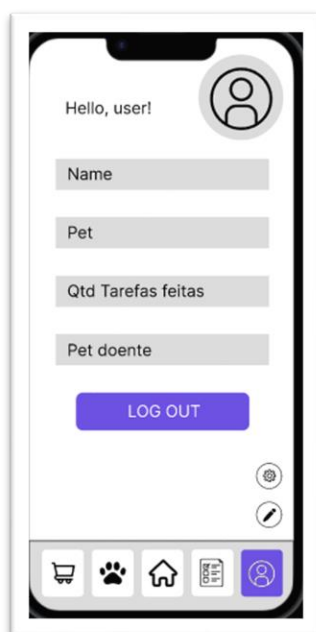 Hello, user!
Name
Pet
Qtd Tarefas feitas
Pet doente
LOG OUT